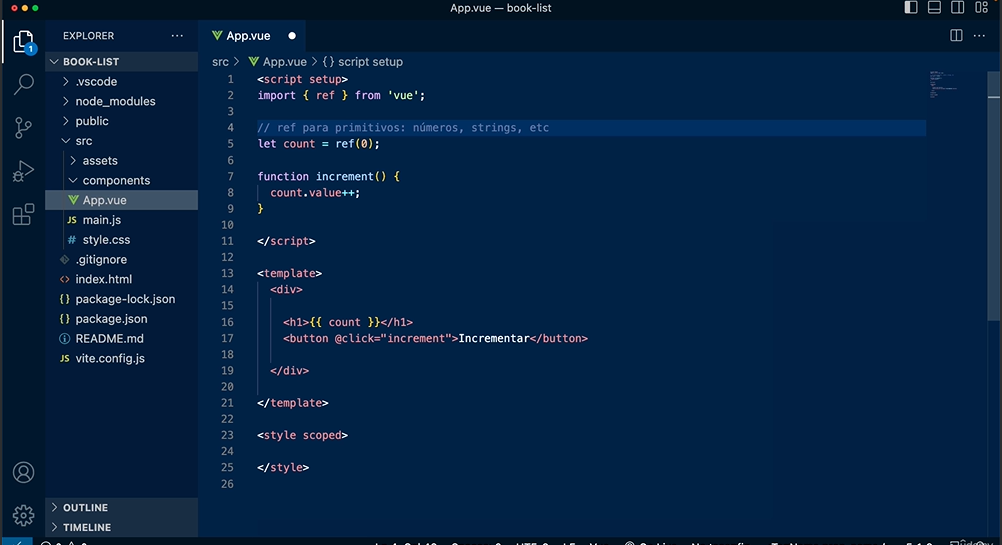 App.vue — book-list
EXPLORER
App.vue
1
BOOK-LIST
src > App.vue > {} script setup
.vscode
node_modules
public
src
assets
components
App.vue
JS main.js
# style.css
.gitignore
<> index.html
{} package-lock.json
{} package.json
README.md
JS vite.config.js
OUTLINE
TIMELINE
1 <script setup>
2 import { ref } from 'vue';
3
4 // ref para primitivos: números, strings, etc
5 let count = ref(0);
6
7 function increment() {
8 count.value++;
9 }
10
11 </script>
12
13 <template>
14 <div>
15
16 <h1>{{ count }}</h1>
17 <button @click="increment">Incrementar</button>
18
19 </div>
20
21 </template>
22
23 <style scoped>
24
25 </style>
26